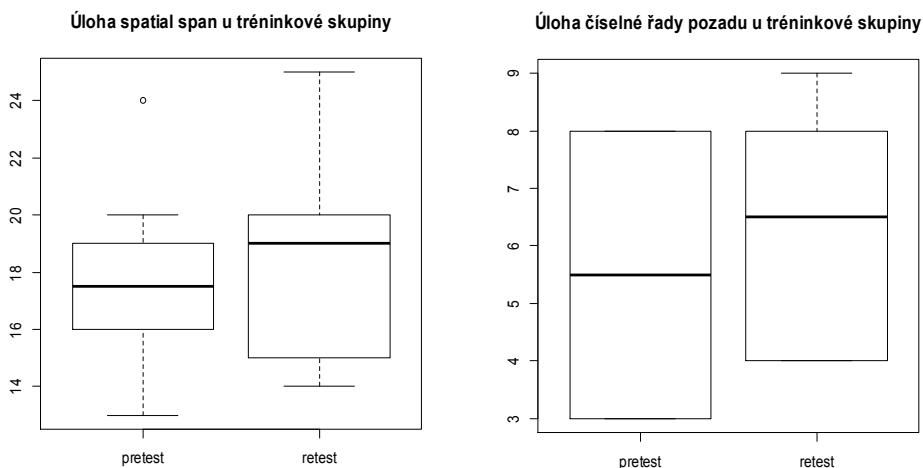 Úloha spatial span u tréninkové skupiny
24
22
20
18
16
14
pretest
retest
Úloha číselné řady pozadu u tréninkové skupiny
9
8
7
6
5
4
3
pretest
retest